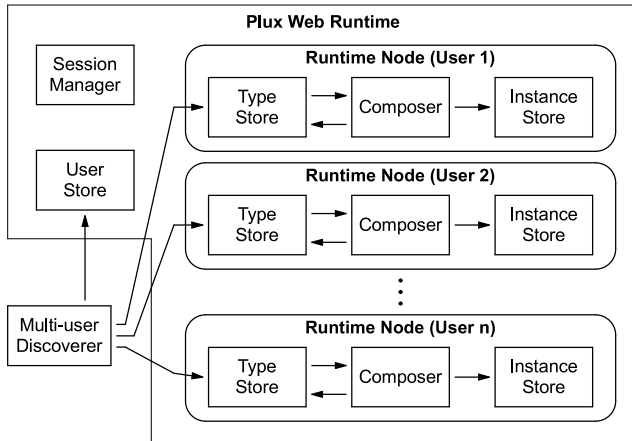 Plux Web Runtime
Session
Manager
User
Store
Multi-user
Discoverer
Runtime Node (User 1)
Type
Store
Composer
Instance
Store
Runtime Node (User 2)
Type
Store
Composer
Instance
Store
Runtime Node (User n)
Type
Store
Composer
Instance
Store